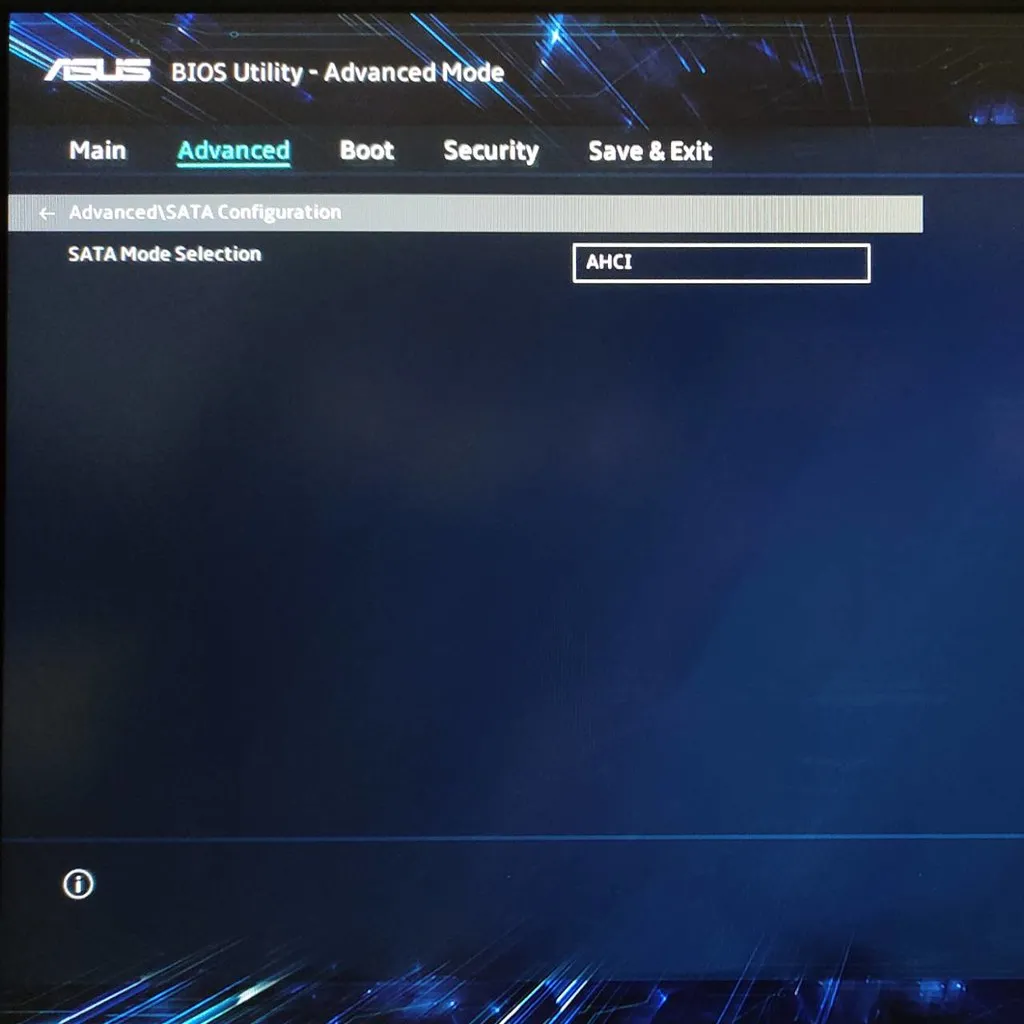 ASUS BIOS Utility - Advanced Mode
Main Advanced Boot Security Save & Exit
← Advanced\SATA Configuration
SATA Mode Selection AHCI